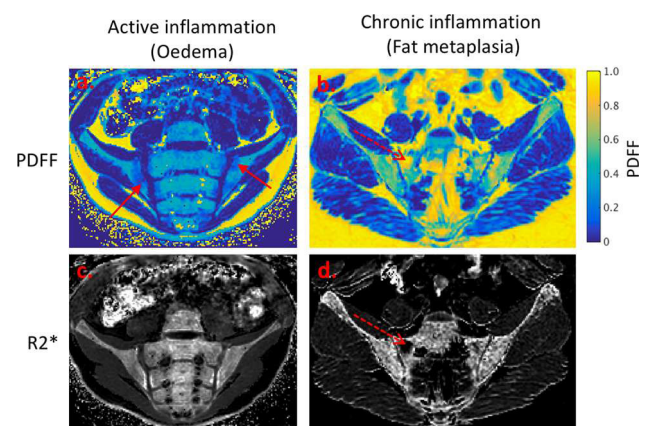 Active inflammation
(Oedema)
Chronic inflammation
(Fat metaplasia)
PDFF
a.
b.
1.0
0.8
0.6
0.4
0.2
0
PDFF
R2*
c.
d.